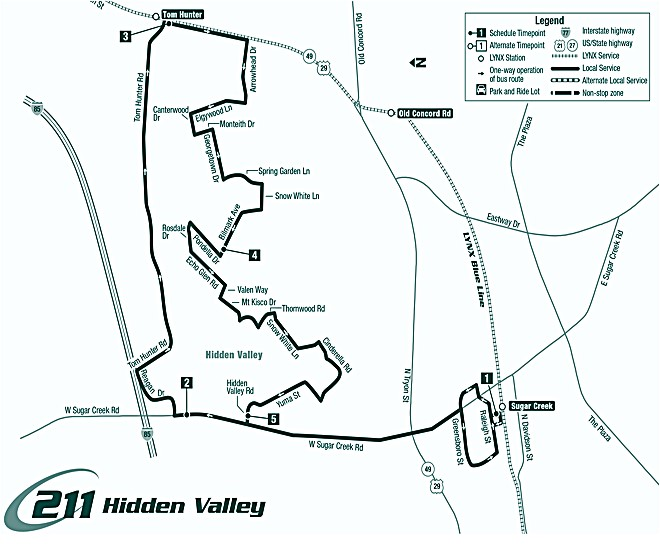 on St
Tom Hunter
3
Arrowhead Dr
49
29
Old Concord Rd
N
Legend
1 Schedule Timepoint
1 Alternate Timepoint
LYNX Station
One-way operation
of bus route
Park and Ride Lot
77 Interstate highway
21 27 US/State highway
LYNX Service
Local Service
Alternate Local Service
Non-stop zone
Tom Hunter Rd
85
Canterwood
Dr
Elgywood Ln
Monteith Dr
Georgetown Dr
Old Concord Rd
The Plaza
Spring Garden Ln
Snow White Ln
Bilmark Ave
Rosdale
Dr
Pondella Dr
4
Echo Glen Rd
Eastway Dr
LYNX Blue Line
E Sugar Creek Rd
Valen Way
Mt Kisco Dr
Thornwood Rd
Snow White Ln
Cinderella Rd
Hidden Valley
Tom Hunter Rd
Reagan Dr
2
Hidden
Valley Rd
Yuma St
5
N Tryon St
1
Sugar Creek
Raleigh St
Greensboro St
N Davidson St
The Plaza
W Sugar Creek Rd
85
W Sugar Creek Rd
49
29
211 Hidden Valley